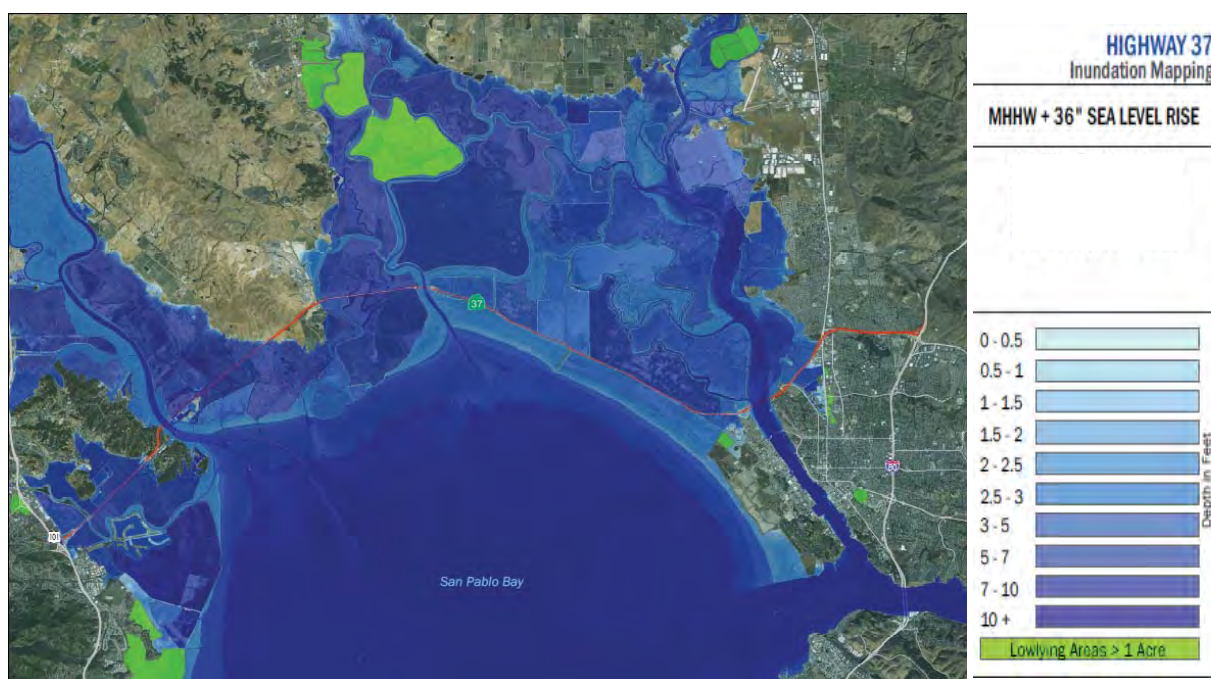 HIGHWAY 37
Inundation Mapping
MHHW + 36" SEA LEVEL RISE
37
80
101
San Pablo Bay
0 - 0.5
0.5 - 1
1 - 1.5
1.5 - 2
2 - 2.5
2.5 - 3
3 - 5
5 - 7
7 - 10
10 +
Depth in Feet
Lowlying Areas > 1 Acre